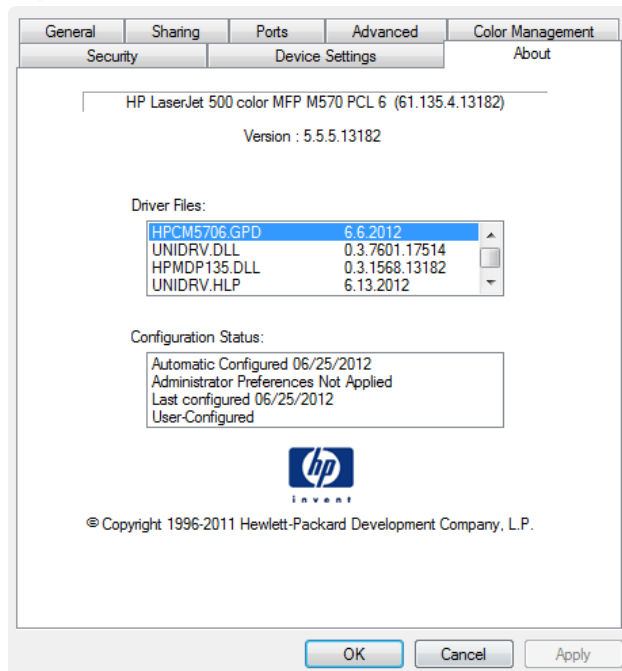 General Sharing Ports Advanced Color Management
Security Device Settings About
HP LaserJet 500 color MFP M570 PCL 6 (61.135.4.13182)
Version : 5.5.5.13182
Driver Files:
HPCM5706.GPD 6.6.2012
UNIDRV.DLL 0.3.7601.17514
HPMDP135.DLL 0.3.1568.13182
UNIDRV.HLP 6.13.2012
Configuration Status:
Automatic Configured 06/25/2012
Administrator Preferences Not Applied
Last configured 06/25/2012
User-Configured
hp
invent
© Copyright 1996-2011 Hewlett-Packard Development Company, L.P.
OK Cancel Apply